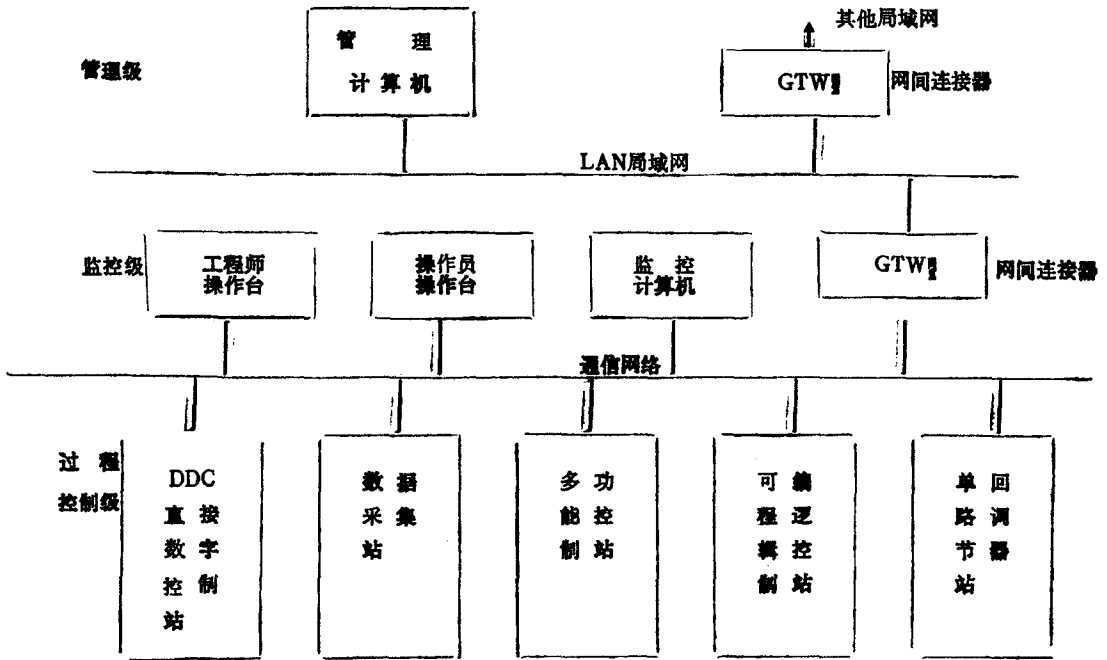 其他局域网
管理
计算机
管理级
GTW
网间连接器
LAN局域网
监控级
工程师
操作台
操作员
操作台
监控
计算机
GTW
网间连接器
通信网络
过程
控制级
DDC
直接
数字
控制
站
数据
采集
站
多功
能控
制站
可编
程逻
辑控
制站
单回
路调
节器
站